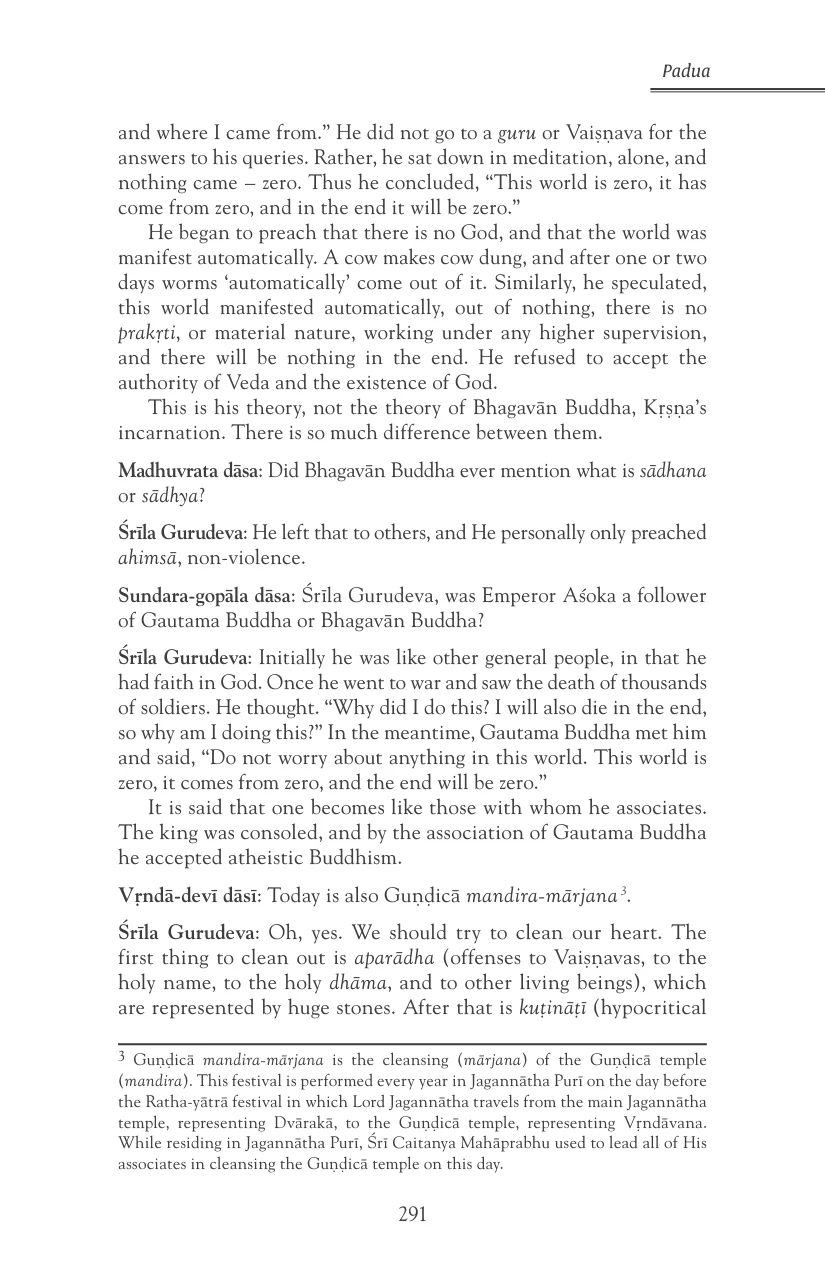 Padua
and where I came from.” He did not go to a guru or Vaiṣṇava for the
answers to his queries. Rather, he sat down in meditation, alone, and
nothing came – zero. Thus he concluded, “This world is zero, it has
come from zero, and in the end it will be zero.”
He began to preach that there is no God, and that the world was
manifest automatically. A cow makes cow dung, and after one or two
days worms ‘automatically’ come out of it. Similarly, he speculated,
this world manifested automatically, out of nothing, there is no
prakṛti, or material nature, working under any higher supervision,
and there will be nothing in the end. He refused to accept the
authority of Veda and the existence of God.
This is his theory, not the theory of Bhagavān Buddha, Kṛṣṇa’s
incarnation. There is so much difference between them.
Madhuvrata dāsa: Did Bhagavān Buddha ever mention what is sādhana
or sādhya?
Śrīla Gurudeva: He left that to others, and He personally only preached
ahimsā, non-violence.
Sundara-gopāla dāsa: Śrīla Gurudeva, was Emperor Aśoka a follower
of Gautama Buddha or Bhagavān Buddha?
Śrīla Gurudeva: Initially he was like other general people, in that he
had faith in God. Once he went to war and saw the death of thousands
of soldiers. He thought. “Why did I do this? I will also die in the end,
so why am I doing this?” In the meantime, Gautama Buddha met him
and said, “Do not worry about anything in this world. This world is
zero, it comes from zero, and the end will be zero.”
It is said that one becomes like those with whom he associates.
The king was consoled, and by the association of Gautama Buddha
he accepted atheistic Buddhism.
Vṛndā-devī dāsī: Today is also Guṇḍicā mandira-mārjana 3.
Śrīla Gurudeva: Oh, yes. We should try to clean our heart. The
first thing to clean out is aparādha (offenses to Vaiṣṇavas, to the
holy name, to the holy dhāma, and to other living beings), which
are represented by huge stones. After that is kuṭināṭī (hypocritical
3 Guṇḍicā mandira-mārjana is the cleansing (mārjana) of the Guṇḍicā temple
(mandira). This festival is performed every year in Jagannātha Purī on the day before
the Ratha-yātrā festival in which Lord Jagannātha travels from the main Jagannātha
temple, representing Dvārakā, to the Guṇḍicā temple, representing Vṛndāvana.
While residing in Jagannātha Purī, Śrī Caitanya Mahāprabhu used to lead all of His
associates in cleansing the Guṇḍicā temple on this day.
291